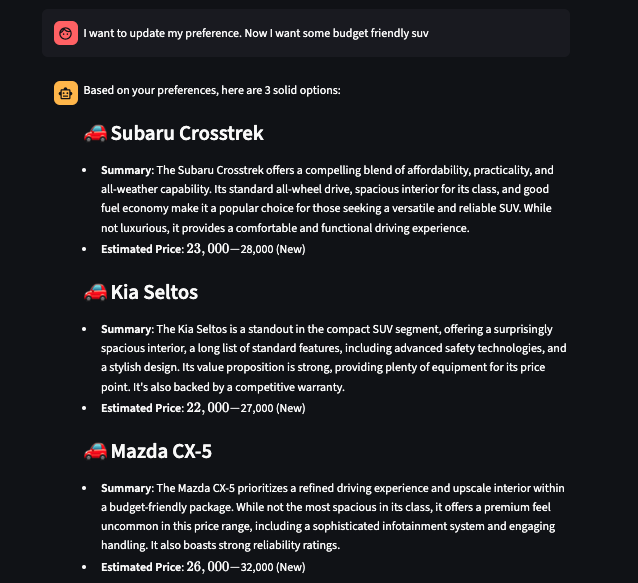 I want to update my preference. Now I want some budget friendly suv
Based on your preferences, here are 3 solid options:
Subaru Crosstrek
Summary: The Subaru Crosstrek offers a compelling blend of affordability, practicality, and
all-weather capability. Its standard all-wheel drive, spacious interior for its class, and good
fuel economy make it a popular choice for those seeking a versatile and reliable SUV. While
not luxurious, it provides a comfortable and functional driving experience.
Estimated Price: 23,000—28,000 (New)
Kia Seltos
Summary: The Kia Seltos is a standout in the compact SUV segment, offering a surprisingly
spacious interior, a long list of standard features, including advanced safety technologies, and
a stylish design. Its value proposition is strong, providing plenty of equipment for its price
point. It's also backed by a competitive warranty.
Estimated Price: 22,000—27,000 (New)
Mazda CX-5
Summary: The Mazda CX-5 prioritizes a refined driving experience and upscale interior within
a budget-friendly package. While not the most spacious in its class, it offers a premium feel
uncommon in this price range, including a sophisticated infotainment system and engaging
handling. It also boasts strong reliability ratings.
Estimated Price: 26,000—32,000 (New)